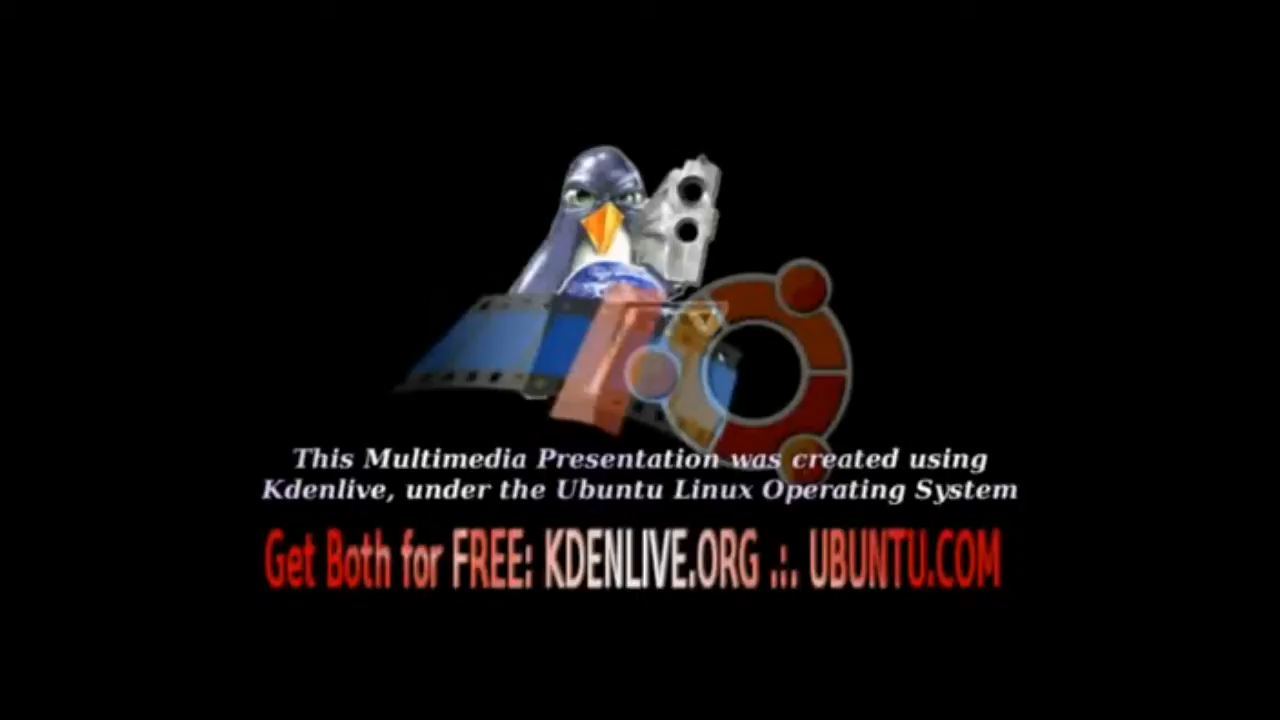 This Multimedia Presentation was created using
Kdenlive, under the Ubuntu Linux Operating System
Get Both for FREE: KDENLIVE.ORG .:. UBUNTU.COM